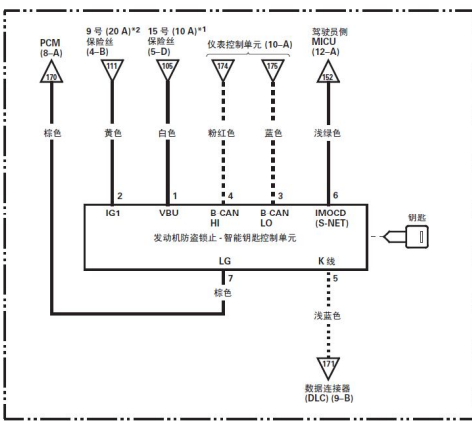 PCM
(8–A)
170
棕色
9 号 (20 A)*2
保险丝
(4–B)
111
黄色
15 号 (10 A)*1
保险丝
(5–D)
105
白色
仪表控制单元 (10–A)
174
粉红色
175
蓝色
驾驶员侧
MICU
(12–A)
152
浅绿色
2
1
4
3
6
IG1
VBU
B CAN
HI
B CAN
LO
IMOCD
(S-NET)
发动机防盗锁止 - 智能钥匙控制单元
钥匙
LG
K 线
7
5
棕色
浅蓝色
171
数据连接器
(DLC) (9–B)